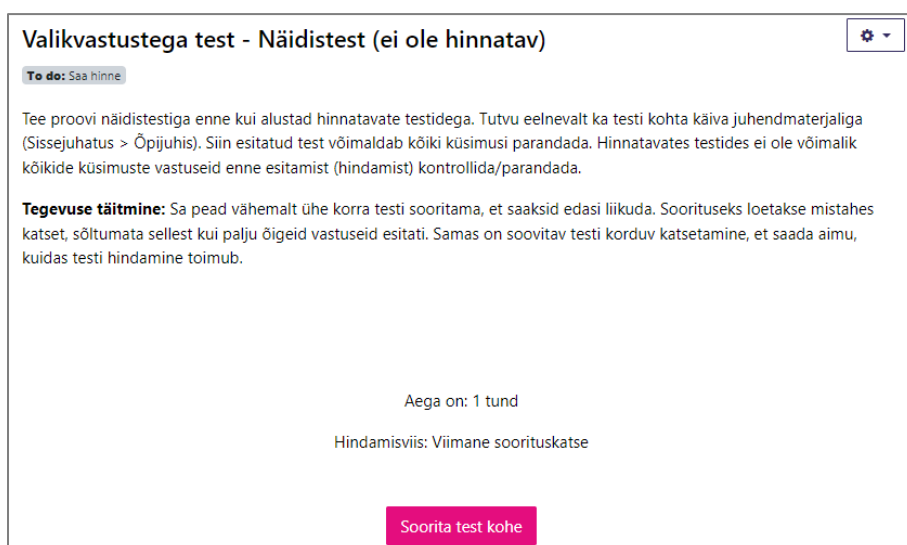 Valikvastustega test - Näidistest (ei ole hinnatav)
To do: Saa hinne
Tee proovi näidistestiga enne kui alustad hinnatavate testidega. Tutvu eelnevalt ka testi kohta käiva juhendmaterjaliga
(Sissejuhatus > Õpijuhis). Siin esitatud test võimaldab kõiki küsimusi parandada. Hinnatavates testides ei ole võimalik
kõikide küsimuste vastuseid enne esitamist (hindamist) kontrollida/parandada.
Tegevuse täitmine: Sa pead vähemalt ühe korra testi sooritama, et saaksid edasi liikuda. Soorituseks loetakse mistahes
katset, sõltumata sellest kui palju õigeid vastuseid esitati. Samas on soovitav testi korduv katsetamine, et saada aimu,
kuidas testi hindamine toimub.
Aega on: 1 tund
Hindamisviis: Viimane soorituskatse
Soorita test kohe